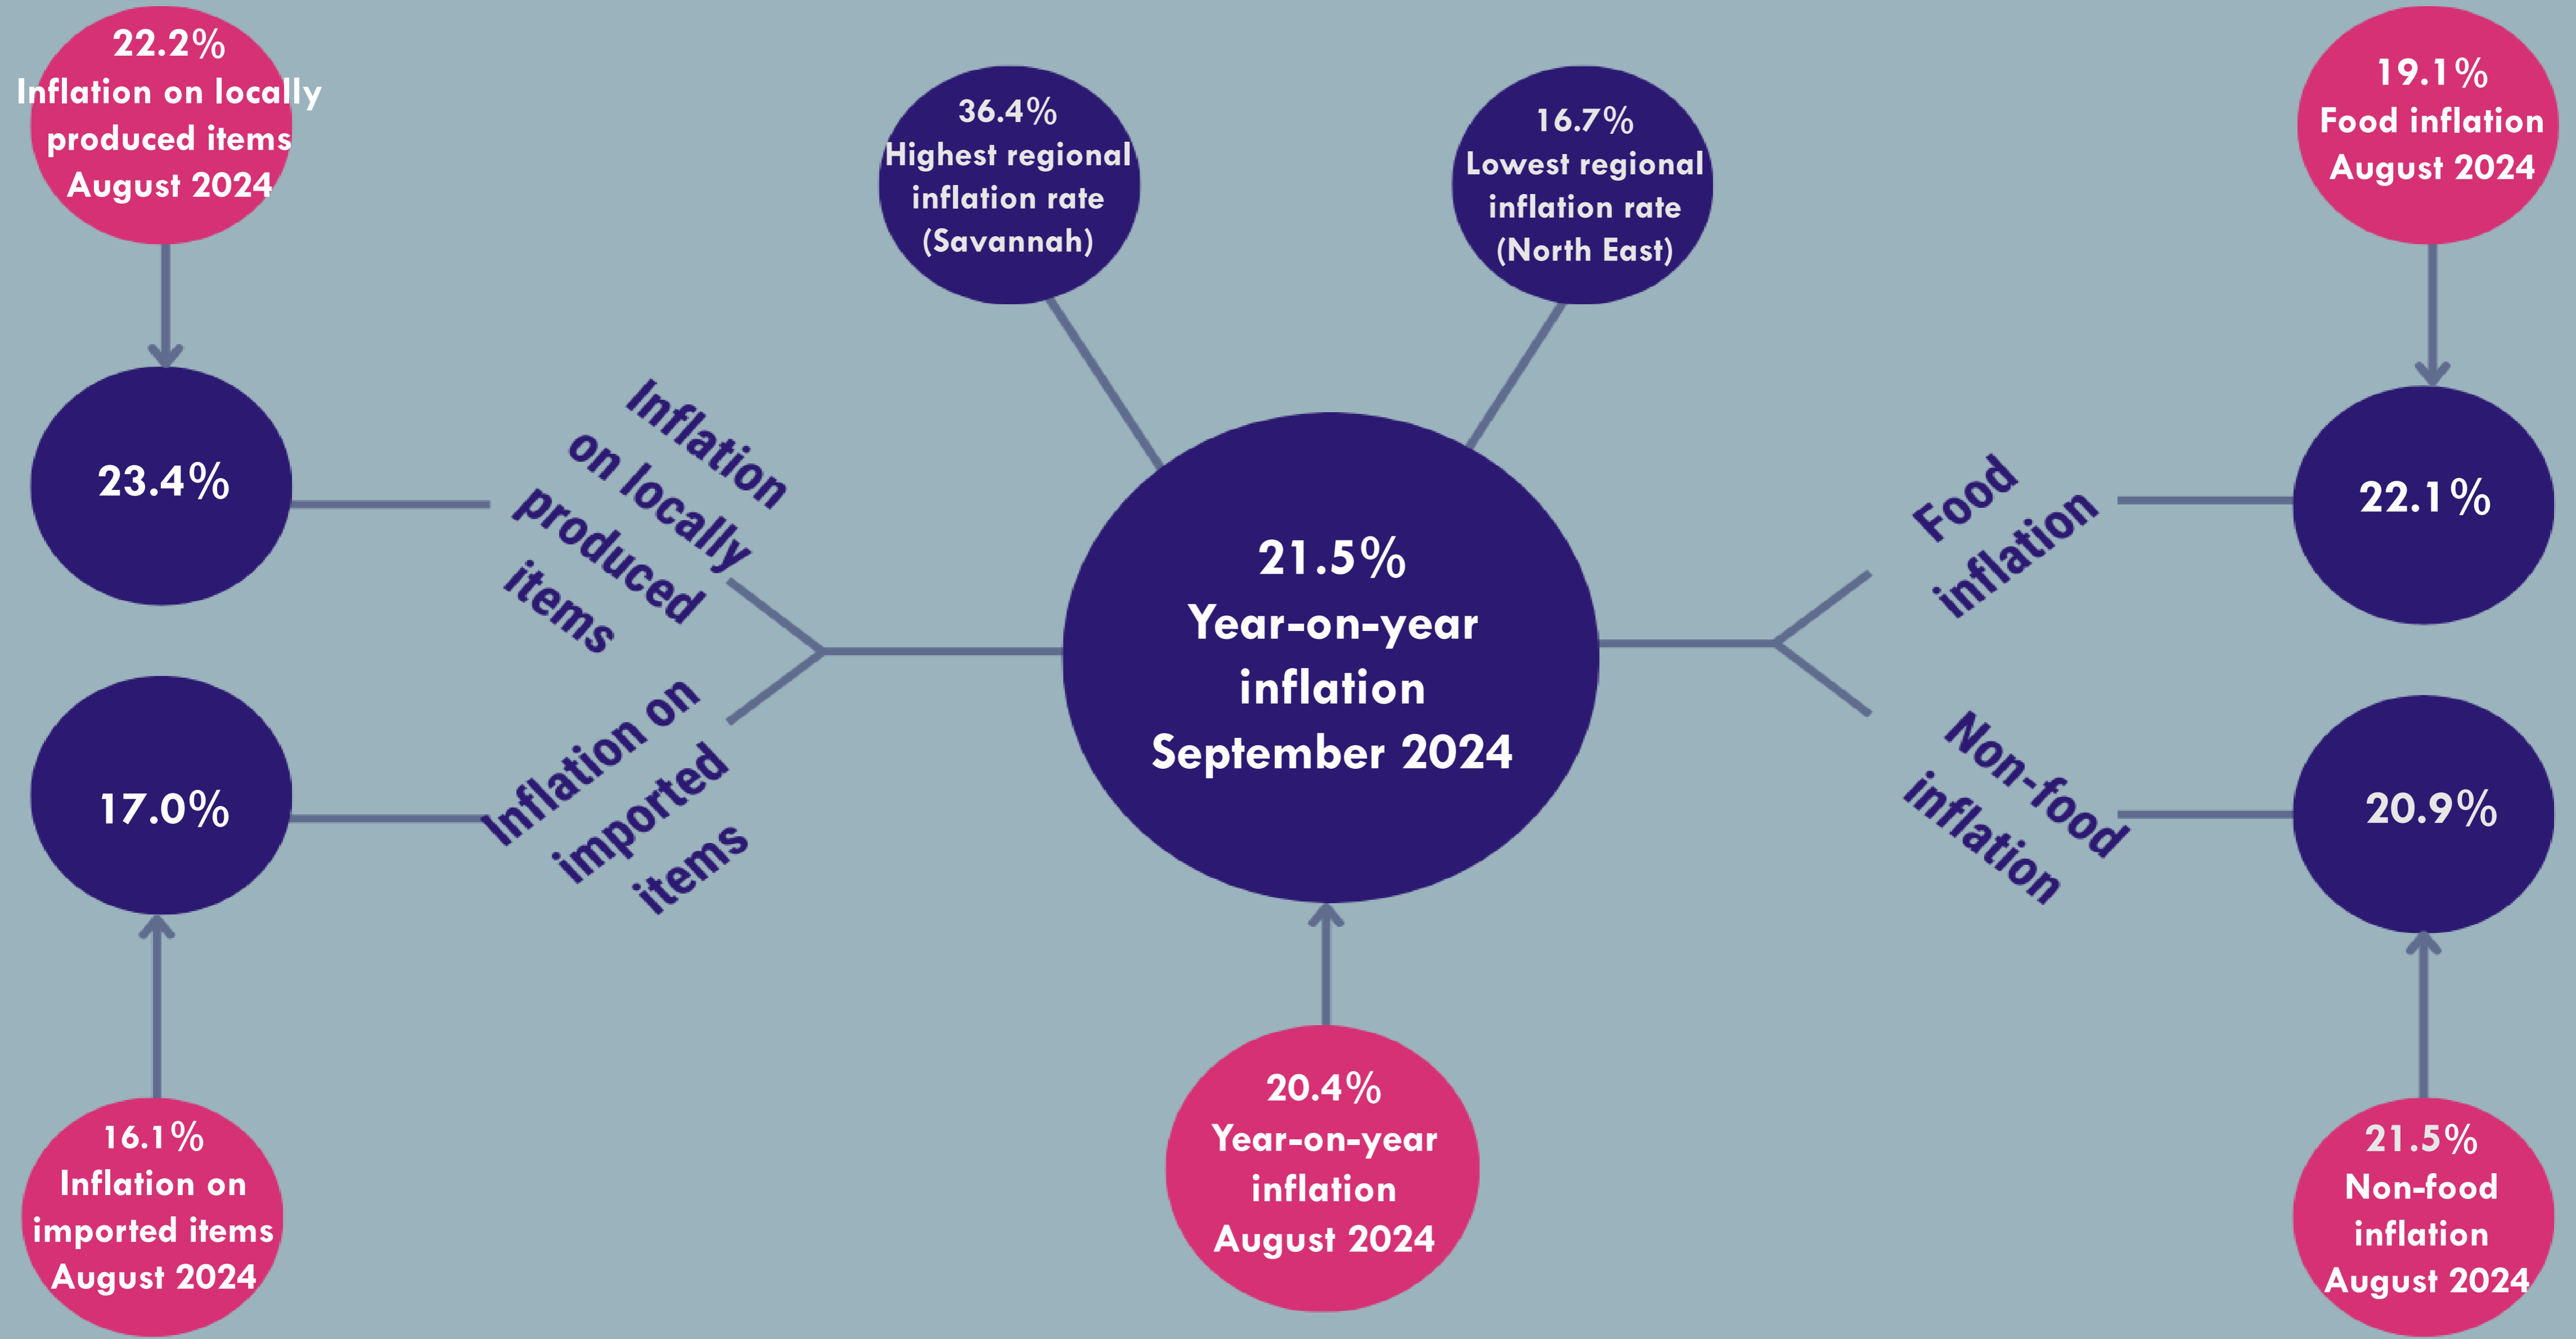 22.2%
Inflation on locally
produced items
August 2024
36.4%
Highest regional
inflation rate
(Savannah)
16.7%
Lowest regional
inflation rate
(North East)
19.1%
Food inflation
August 2024
23.4%
Inflation
on locally
produced
items
17.0%
Inflation on
imported
items
21.5%
Year-on-year
inflation
September 2024
Food
inflation
22.1%
Non-food
inflation
20.9%
16.1%
Inflation on
imported items
August 2024
20.4%
Year-on-year
inflation
August 2024
21.5%
Non-food
inflation
August 2024